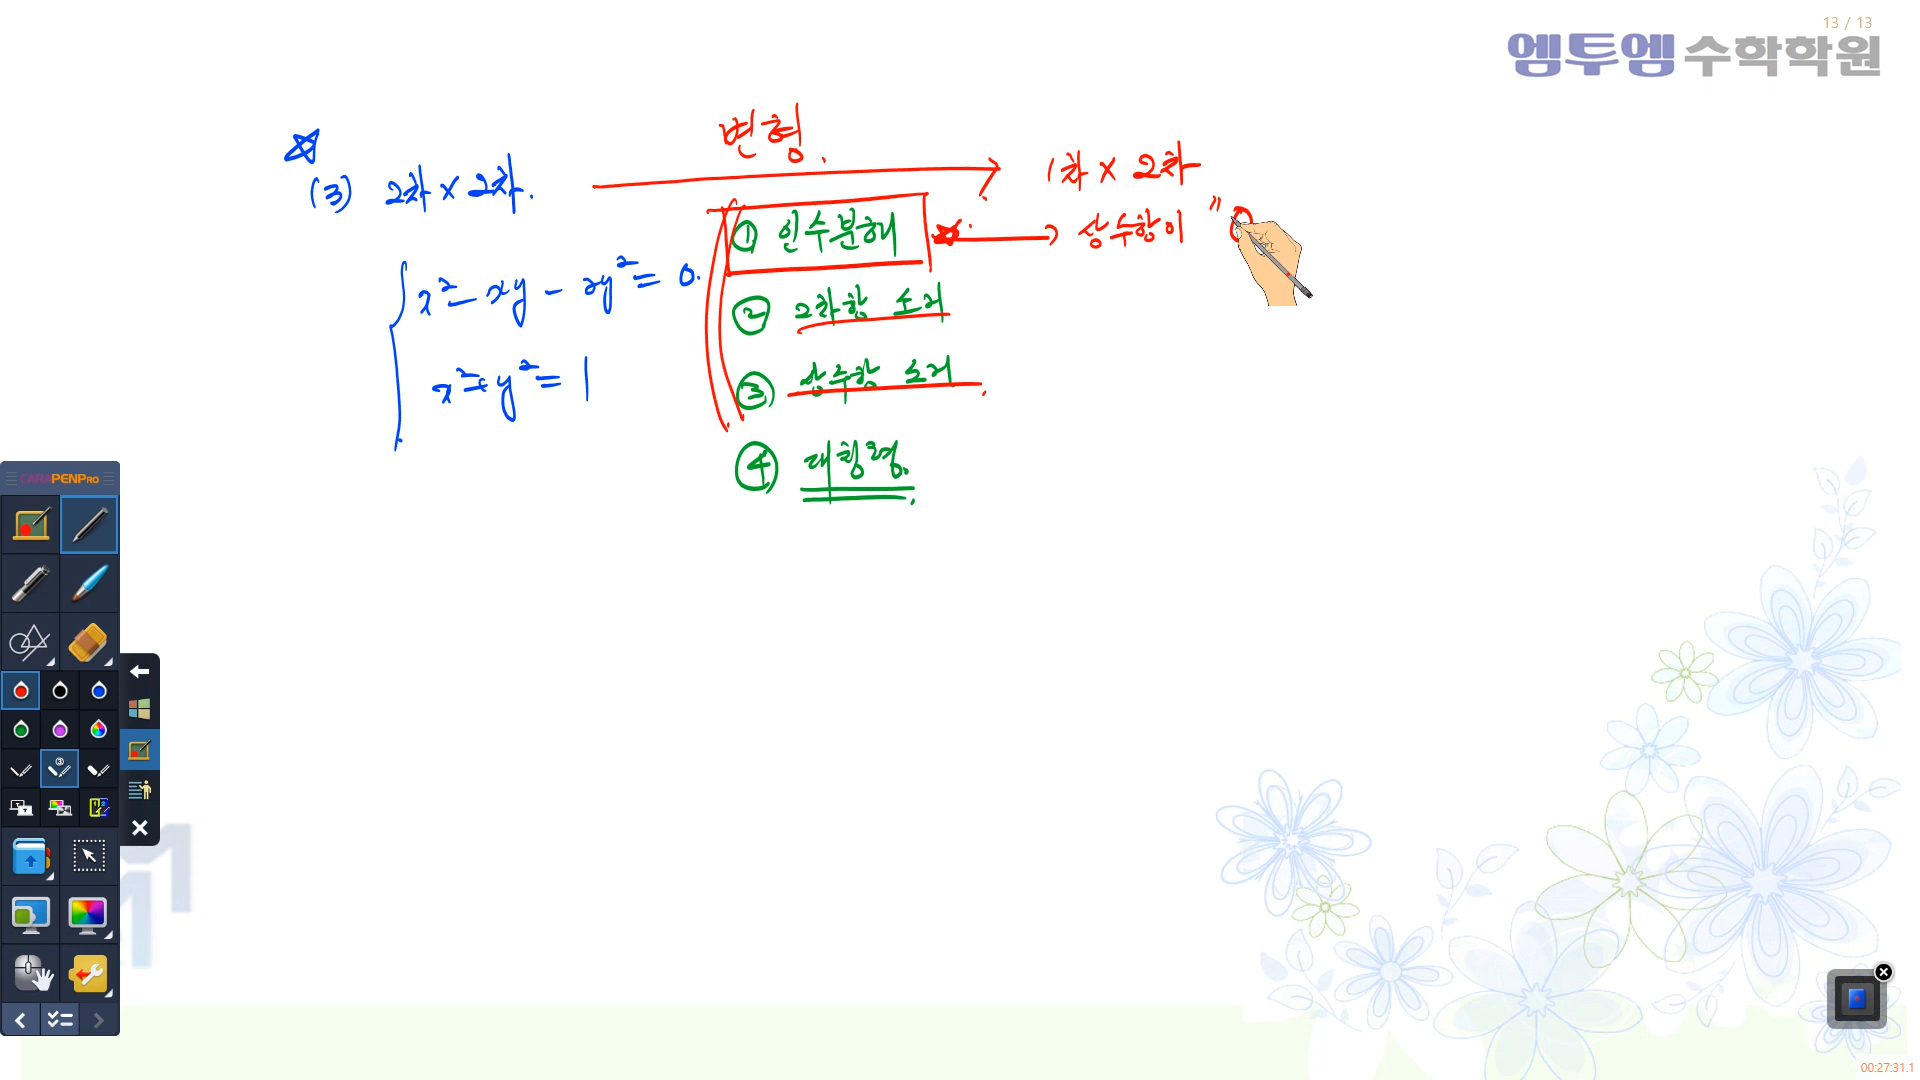 13 / 13
엠투엠 수학학원
변형.
(3) 2차 × 2차. → 1차 × 2차
① 인수분해 → 상수항이 " 0
x² - xy - 2y² = 0.
② 2차항 소거
x² + y² = 1
③ 상수항 소거
④ 대칭형.
CARAPENPRO
③
00:27:31.1